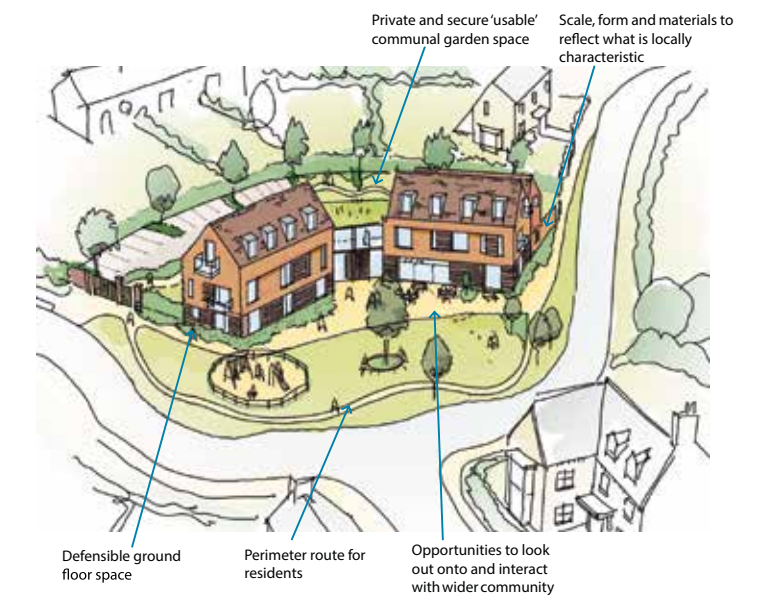 Private and secure ‘usable’
communal garden space
Scale, form and materials to
reflect what is locally
characteristic
Defensible ground
floor space
Perimeter route for
residents
Opportunities to look
out onto and interact
with wider community